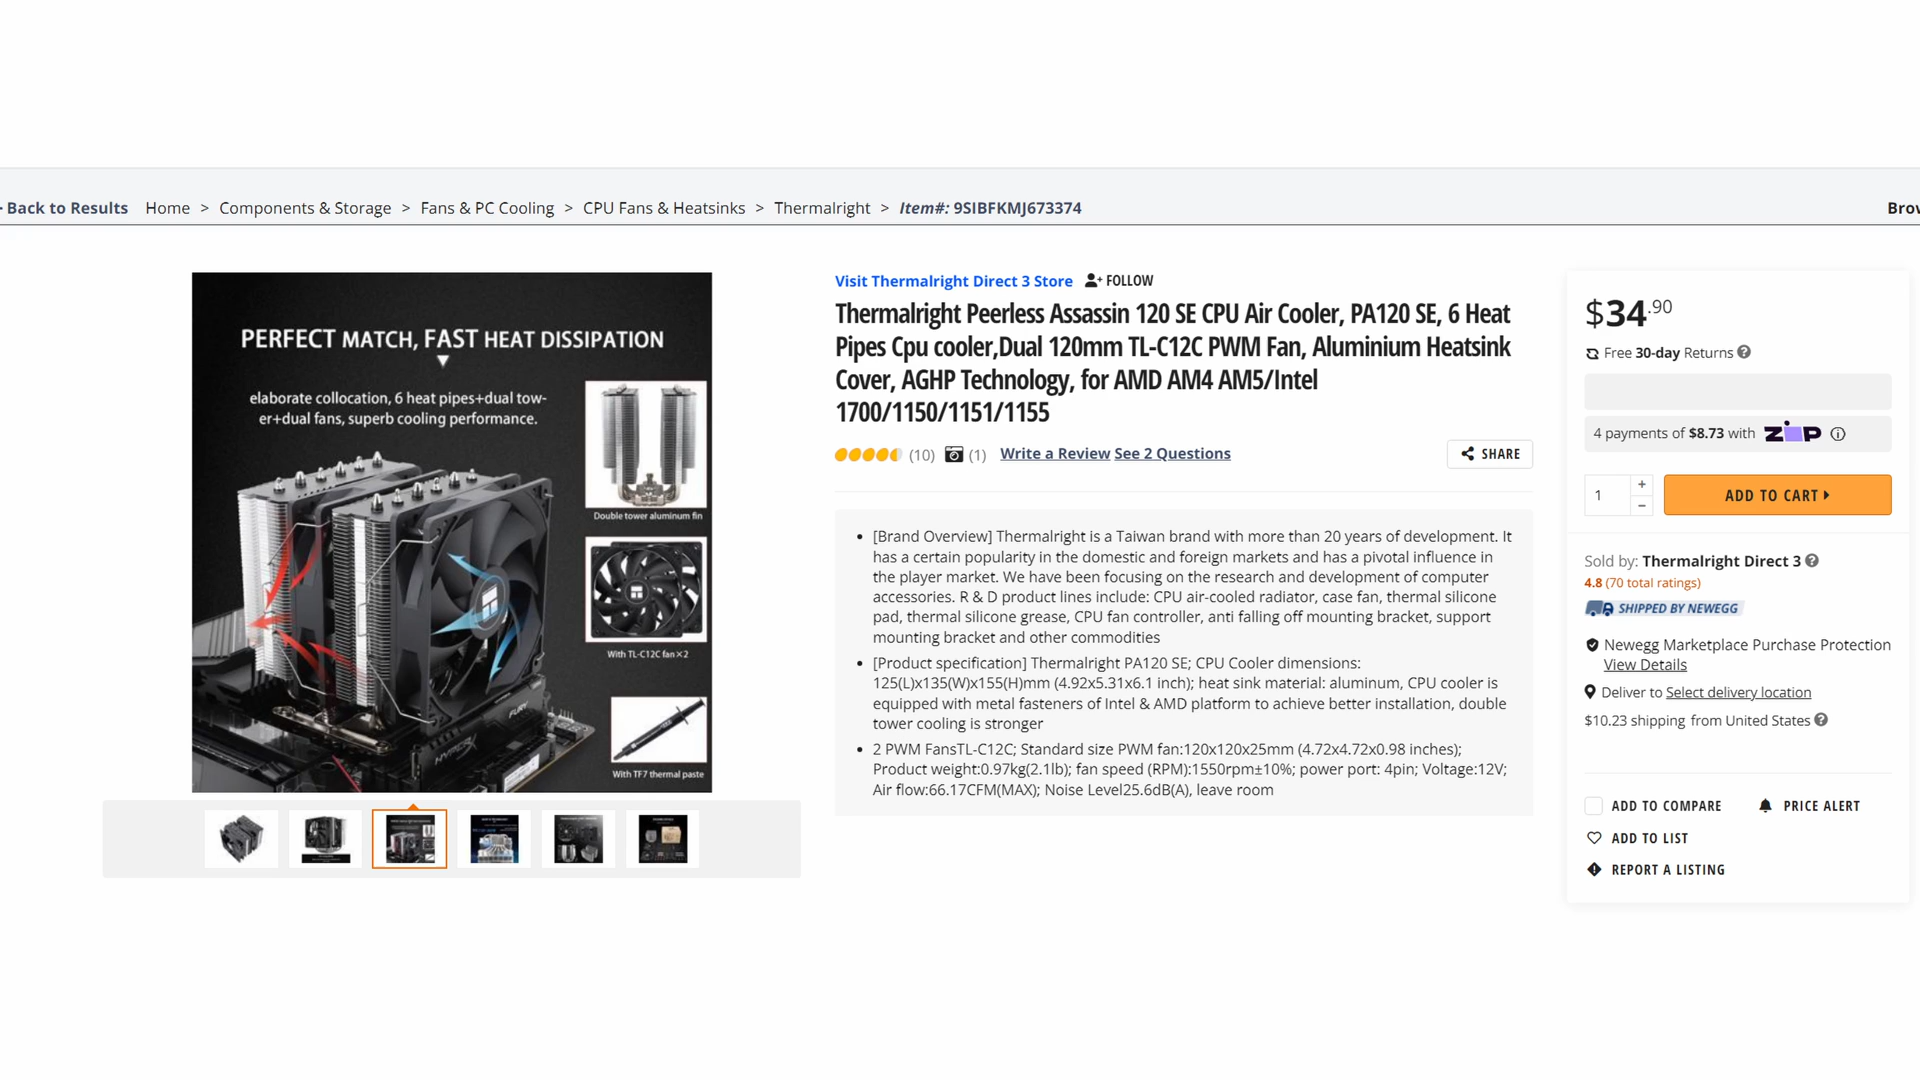 Back to Results Home > Components & Storage > Fans & PC Cooling > CPU Fans & Heatsinks > Thermalright > Item#: 9SIBFKMJ673374
PERFECT MATCH, FAST HEAT DISSIPATION
elaborate collocation, 6 heat pipes+dual tow-
er+dual fans, superb cooling performance.
Double tower aluminum fin
With TL-C12C fan×2
With TF7 thermal paste
HYPERX
FURY
Visit Thermalright Direct 3 Store FOLLOW
Thermalright Peerless Assassin 120 SE CPU Air Cooler, PA120 SE, 6 Heat
Pipes Cpu cooler,Dual 120mm TL-C12C PWM Fan, Aluminium Heatsink
Cover, AGHP Technology, for AMD AM4 AM5/Intel
1700/1150/1151/1155
(10) (1) Write a Review See 2 Questions
SHARE
[Brand Overview] Thermalright is a Taiwan brand with more than 20 years of development. It
has a certain popularity in the domestic and foreign markets and has a pivotal influence in
the player market. We have been focusing on the research and development of computer
accessories. R & D product lines include: CPU air-cooled radiator, case fan, thermal silicone
pad, thermal silicone grease, CPU fan controller, anti falling off mounting bracket, support
mounting bracket and other commodities
[Product specification] Thermalright PA120 SE; CPU Cooler dimensions:
125(L)x135(W)x155(H)mm (4.92x5.31x6.1 inch); heat sink material: aluminum, CPU cooler is
equipped with metal fasteners of Intel & AMD platform to achieve better installation, double
tower cooling is stronger
2 PWM FansTL-C12C; Standard size PWM fan:120x120x25mm (4.72x4.72x0.98 inches);
Product weight:0.97kg(2.1lb); fan speed (RPM):1550rpm±10%; power port: 4pin; Voltage:12V;
Air flow:66.17CFM(MAX); Noise Level25.6dB(A), leave room
$34.90
Free 30-day Returns
4 payments of $8.73 with ZIP
1 + −
ADD TO CART
Sold by: Thermalright Direct 3
4.8 (70 total ratings)
SHIPPED BY NEWEGG
Newegg Marketplace Purchase Protection
View Details
Deliver to Select delivery location
$10.23 shipping from United States
ADD TO COMPARE PRICE ALERT
ADD TO LIST
REPORT A LISTING